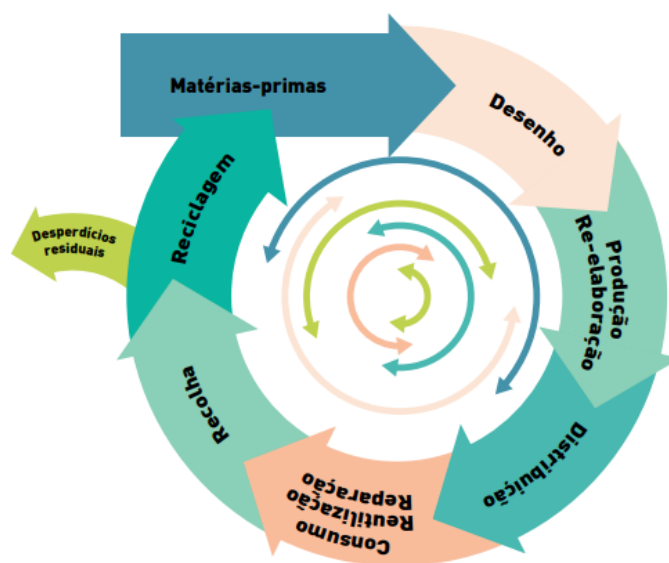 Matérias-primas
Desenho
Produção
Re-elaboração
Distribuição
Consumo
Reutilização
Reparação
Recolha
Reciclagem
Desperdícios
residuais